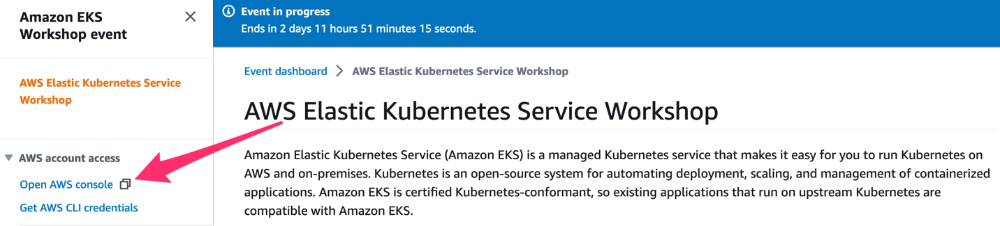 Amazon EKS
Workshop event
AWS Elastic Kubernetes Service
Workshop
AWS account access
Open AWS console
Get AWS CLI credentials
Event in progress
Ends in 2 days 11 hours 51 minutes 15 seconds.
Event dashboard > AWS Elastic Kubernetes Service Workshop
AWS Elastic Kubernetes Service Workshop
Amazon Elastic Kubernetes Service (Amazon EKS) is a managed Kubernetes service that makes it easy for you to run Kubernetes on
AWS and on-premises. Kubernetes is an open-source system for automating deployment, scaling, and management of containerized
applications. Amazon EKS is certified Kubernetes-conformant, so existing applications that run on upstream Kubernetes are
compatible with Amazon EKS.